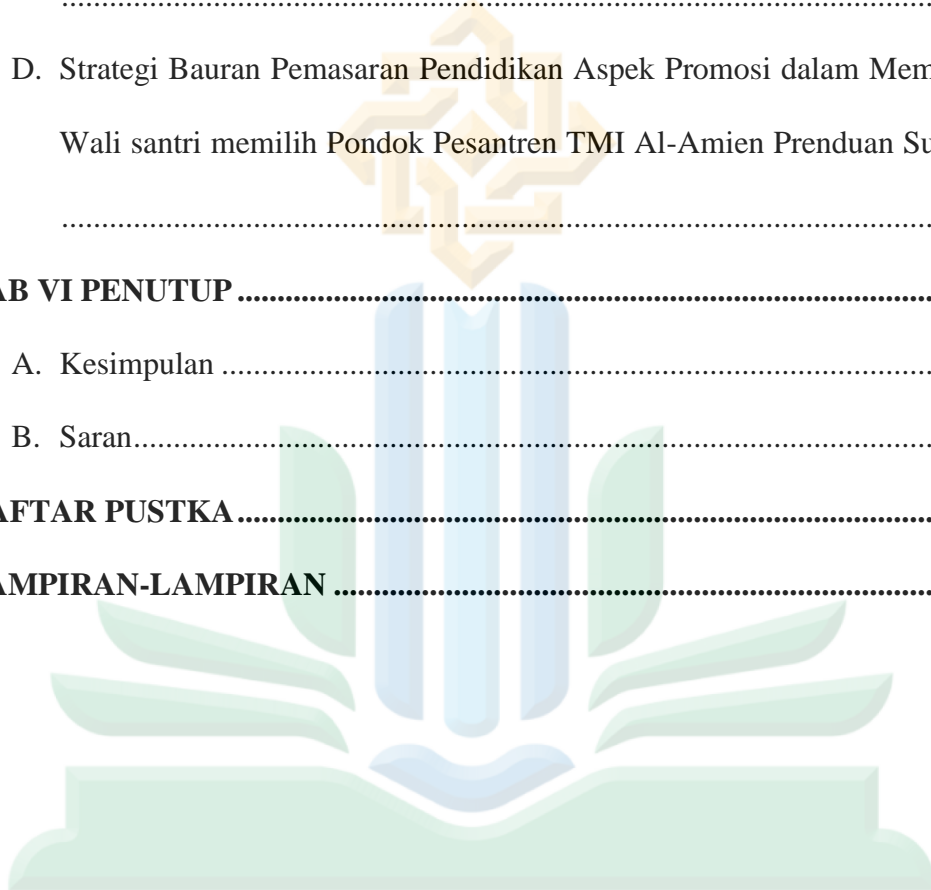 ..........................................................................................................
D. Strategi Bauran Pemasaran Pendidikan Aspek Promosi dalam Mem
Wali santri memilih Pondok Pesantren TMI Al-Amien Prenduan Su
..........................................................................................................
AB VI PENUTUP ..........................................................................................
A. Kesimpulan ..........................................................................................
B. Saran.....................................................................................................
AFTAR PUSTKA ..........................................................................................
AMPIRAN-LAMPIRAN ............................................................................